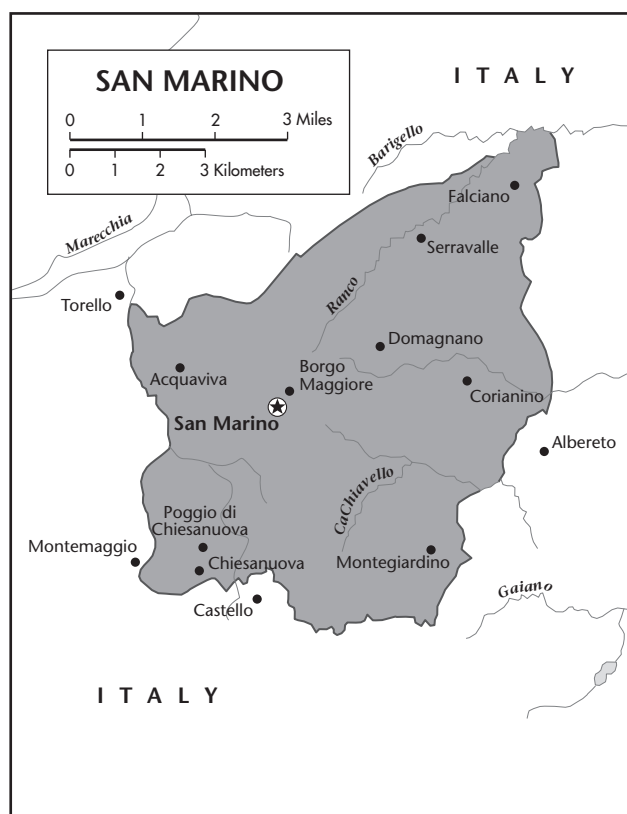 SAN MARINO
0 1 2 3 Miles
0 1 2 3 Kilometers
I T A L Y
Barigello
Falciano
Marecchia
Serravalle
Ranco
Torello
Domagnano
Borgo
Maggiore
Acquaviva
Corianino
San Marino
Albereto
CaChiavello
Poggio di
Chiesanuova
Montemaggio
Chiesanuova
Montegiardino
Castello
Gaiano
I T A L Y